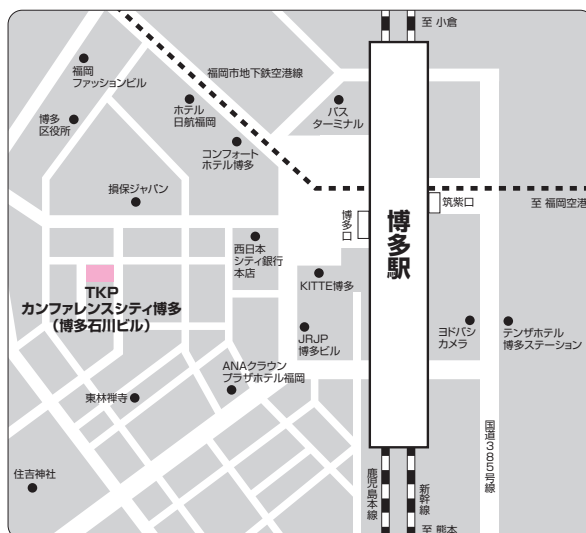 至 小倉
福岡市地下鉄空港線
福岡
ファッションビル
博多
区役所
ホテル
日航福岡
コンフォート
ホテル博多
バス
ターミナル
損保ジャパン
博多口
筑紫口
至 福岡空港
博多駅
西日本
シティ銀行
本店
KITTE博多
TKP
カンファレンスシティ博多
（博多石川ビル）
JRJP
博多ビル
ヨドバシ
カメラ
テンザホテル
博多ステーション
ANAクラウン
プラザホテル福岡
東林禅寺
住吉神社
鹿児島本線
新幹線
国道385号線
至 熊本